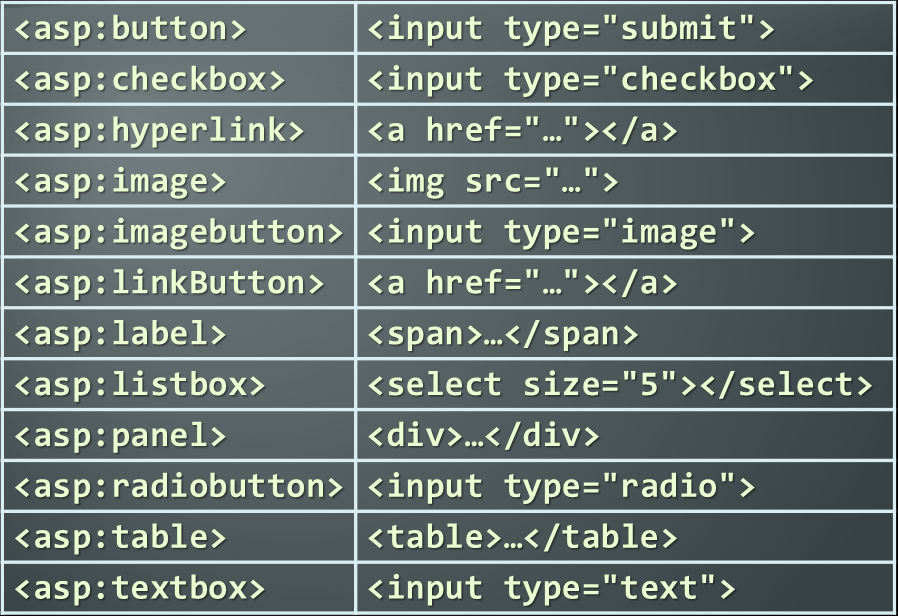 <asp:button> <input type="submit">
<asp:checkbox> <input type="checkbox">
<asp:hyperlink> <a href="…"></a>
<asp:image> <img src="…">
<asp:imagebutton> <input type="image">
<asp:linkButton> <a href="…"></a>
<asp:label> <span>…</span>
<asp:listbox> <select size="5"></select>
<asp:panel> <div>…</div>
<asp:radiobutton> <input type="radio">
<asp:table> <table>…</table>
<asp:textbox> <input type="text">